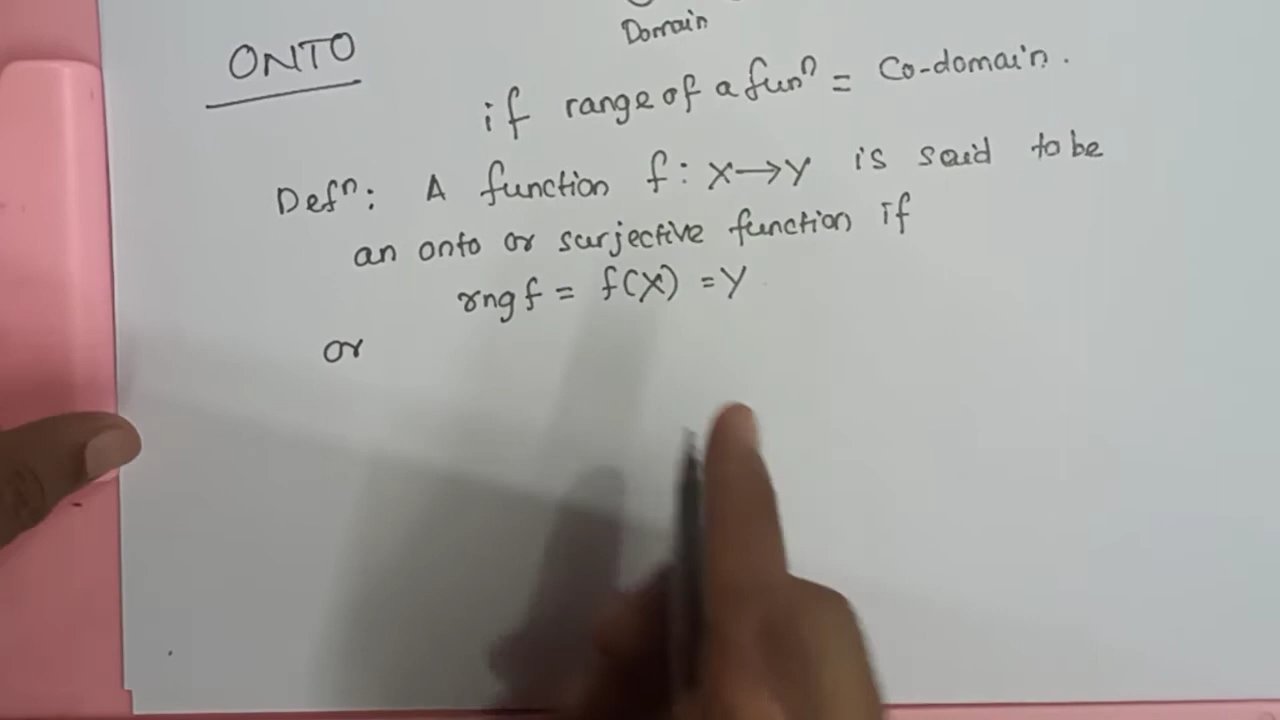 Domain
ONTO
if range of a funⁿ = Co-domain.
Defⁿ: A function f: X→Y is said to be
an onto or surjective function if
rng f = f(X) = Y
or